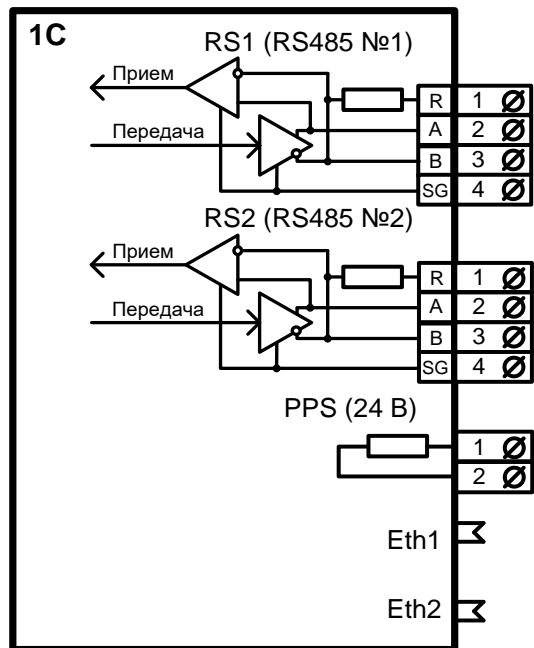 1C
RS1 (RS485 №1)
Прием
Передача
R 1
A 2
B 3
SG 4
RS2 (RS485 №2)
Прием
Передача
R 1
A 2
B 3
SG 4
PPS (24 В)
1
2
Eth1
Eth2